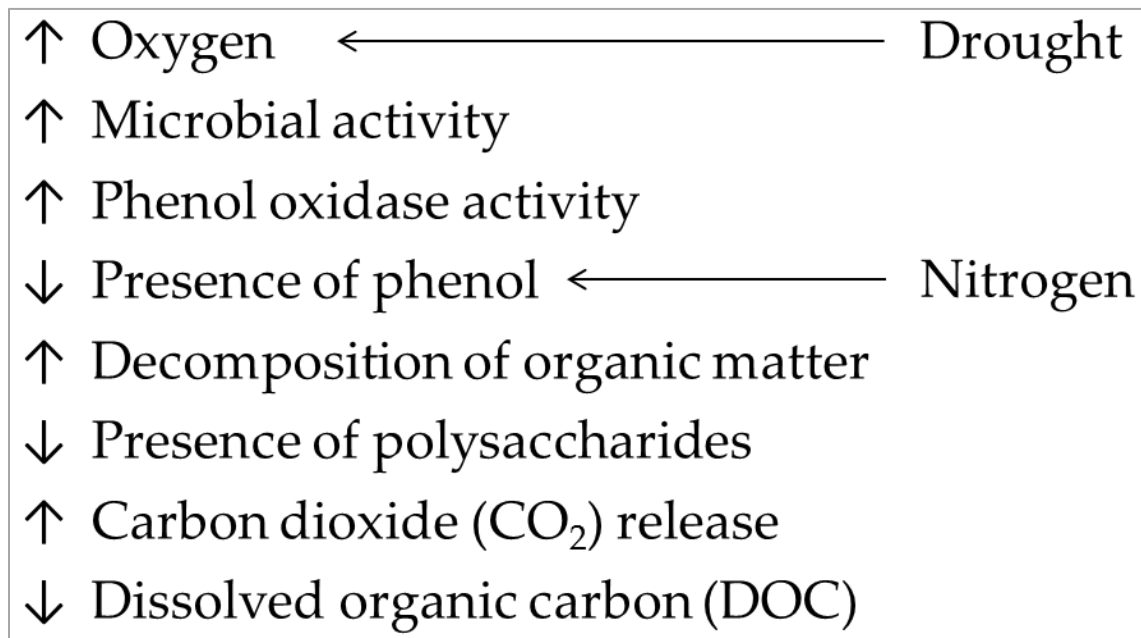 ↑ Oxygen ← Drought
↑ Microbial activity
↑ Phenol oxidase activity
↓ Presence of phenol ← Nitrogen
↑ Decomposition of organic matter
↓ Presence of polysaccharides
↑ Carbon dioxide (CO₂) release
↓ Dissolved organic carbon (DOC)